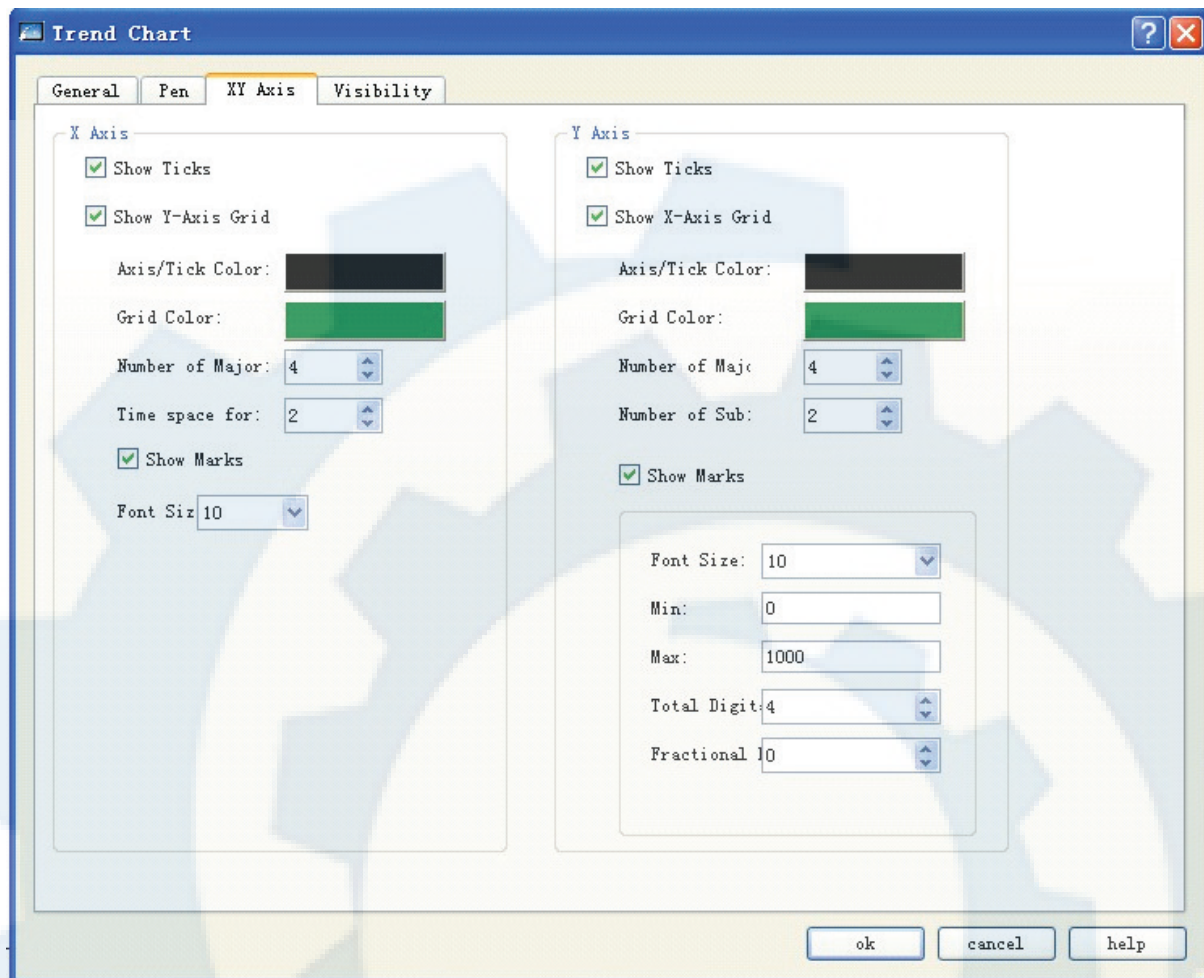 Trend Chart
General Pen XY Axis Visibility
X Axis
Show Ticks
Show Y-Axis Grid
Axis/Tick Color:
Grid Color:
Number of Major: 4
Time space for: 2
Show Marks
Font Siz 10
Y Axis
Show Ticks
Show X-Axis Grid
Axis/Tick Color:
Grid Color:
Number of Majo 4
Number of Sub: 2
Show Marks
Font Size: 10
Min: 0
Max: 1000
Total Digit 4
Fractional 0
ok cancel help